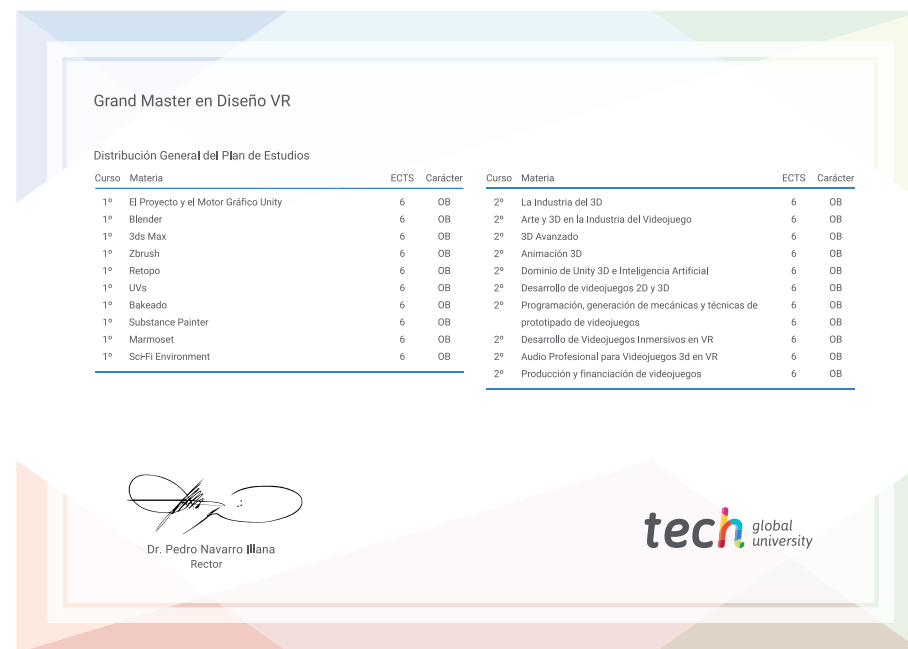 Grand Master en Diseño VR
Distribución General del Plan de Estudios
Curso Materia ECTS Carácter
1º El Proyecto y el Motor Gráfico Unity 6 OB
1º Blender 6 OB
1º 3ds Max 6 OB
1º Zbrush 6 OB
1º Retopo 6 OB
1º UVs 6 OB
1º Bakeado 6 OB
1º Substance Painter 6 OB
1º Marmoset 6 OB
1º Sci-Fi Environment 6 OB
Curso Materia ECTS Carácter
2º La Industria del 3D 6 OB
2º Arte y 3D en la Industria del Videojuego 6 OB
2º 3D Avanzado 6 OB
2º Animación 3D 6 OB
2º Dominio de Unity 3D e Inteligencia Artificial 6 OB
2º Desarrollo de videojuegos 2D y 3D 6 OB
2º Programación, generación de mecánicas y técnicas de 6 OB
prototipado de videojuegos 6 OB
2º Desarrollo de Videojuegos Inmersivos en VR 6 OB
2º Audio Profesional para Videojuegos 3d en VR 6 OB
2º Producción y financiación de videojuegos 6 OB
Dr. Pedro Navarro Illana
Rector
tech global
university